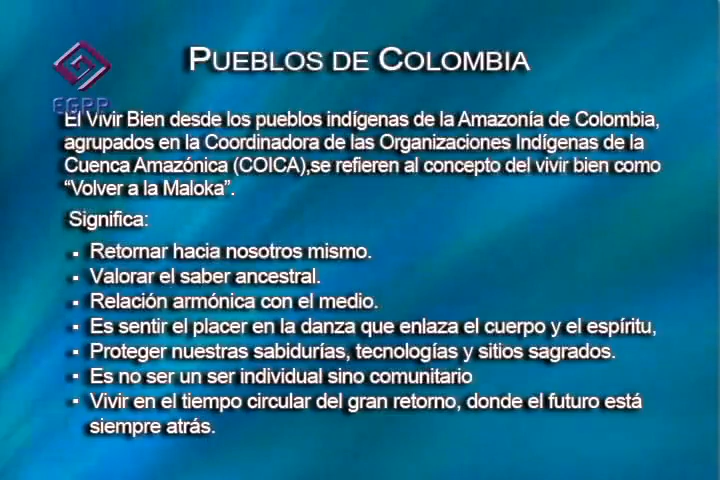 PUEBLOS DE COLOMBIA
EGPP
El Vivir Bien desde los pueblos indígenas de la Amazonía de Colombia,
agrupados en la Coordinadora de las Organizaciones Indígenas de la
Cuenca Amazónica (COICA),se refieren al concepto del vivir bien como
“Volver a la Maloka”.
Significa:
▪ Retornar hacia nosotros mismo.
▪ Valorar el saber ancestral.
▪ Relación armónica con el medio.
▪ Es sentir el placer en la danza que enlaza el cuerpo y el espíritu,
▪ Proteger nuestras sabidurías, tecnologías y sitios sagrados.
▪ Es no ser un ser individual sino comunitario
▪ Vivir en el tiempo circular del gran retorno, donde el futuro está
siempre atrás.